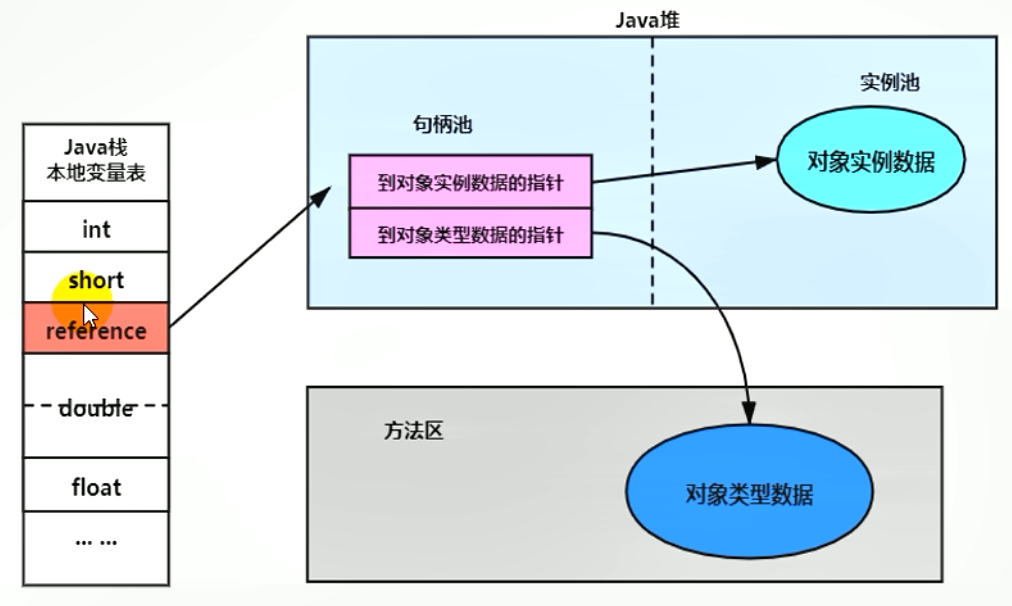 Java堆
实例池
句柄池
Java栈
本地变量表
到对象实例数据的指针
对象实例数据
int
到对象类型数据的指针
short
reference
double
方法区
float
对象类型数据
... ...